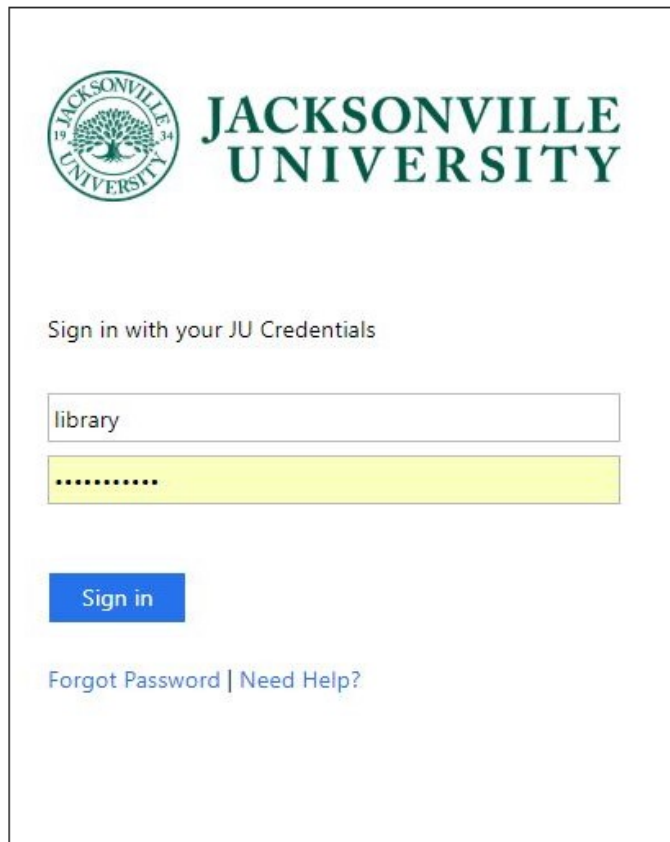 JACKSONVILLE
19 34
UNIVERSITY
JACKSONVILLE
UNIVERSITY
Sign in with your JU Credentials
library
•••••••••••
Sign in
Forgot Password | Need Help?